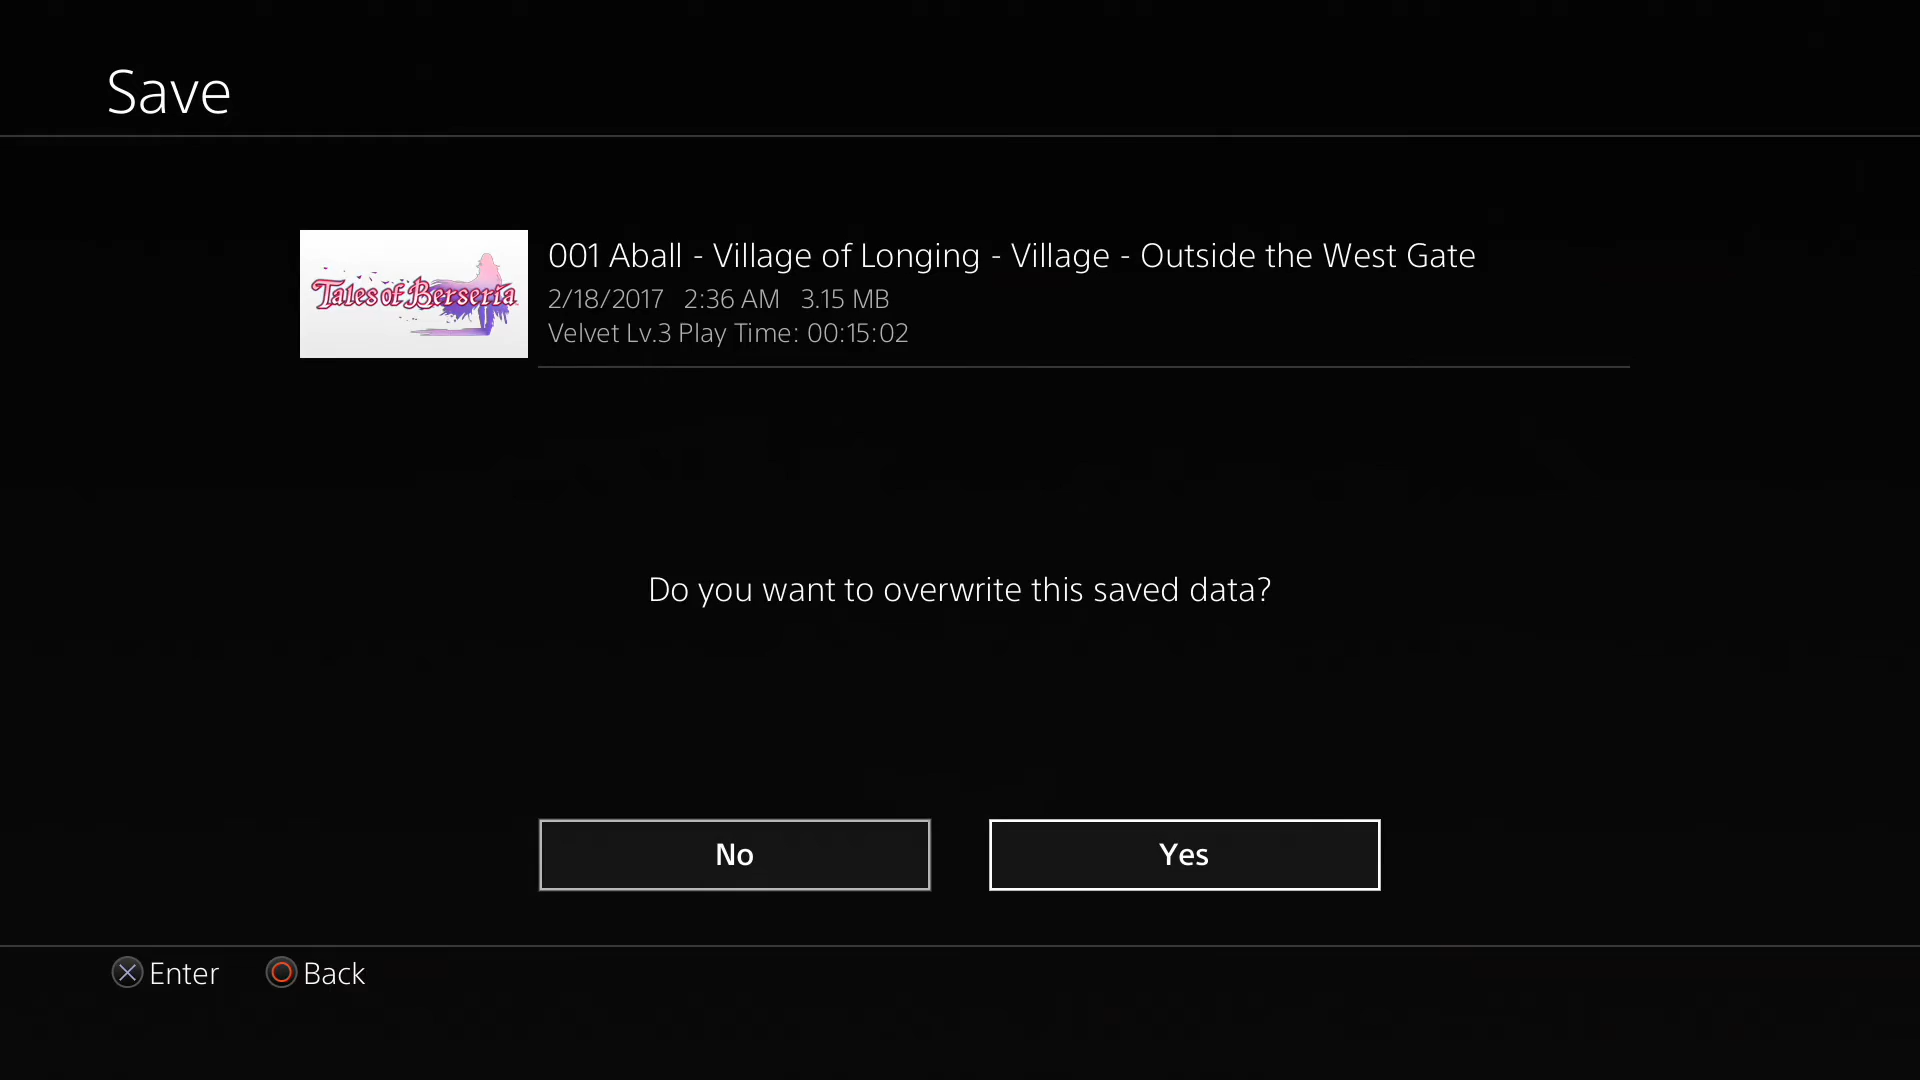 Save
Tales of Berseria
001 Aball - Village of Longing - Village - Outside the West Gate
2/18/2017 2:36 AM 3.15 MB
Velvet Lv.3 Play Time: 00:15:02
Do you want to overwrite this saved data?
No Yes
Enter Back